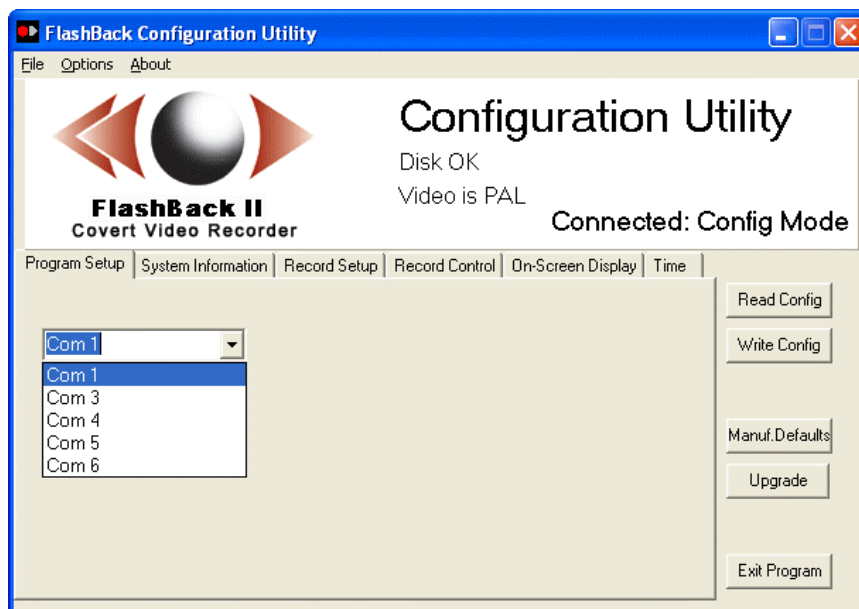 FlashBack Configuration Utility
File Options About
Configuration Utility
Disk OK
Video is PAL
Connected: Config Mode
FlashBack II
Covert Video Recorder
Program Setup System Information Record Setup Record Control On-Screen Display Time
Com 1
Com 1
Com 3
Com 4
Com 5
Com 6
Read Config
Write Config
Manuf.Defaults
Upgrade
Exit Program